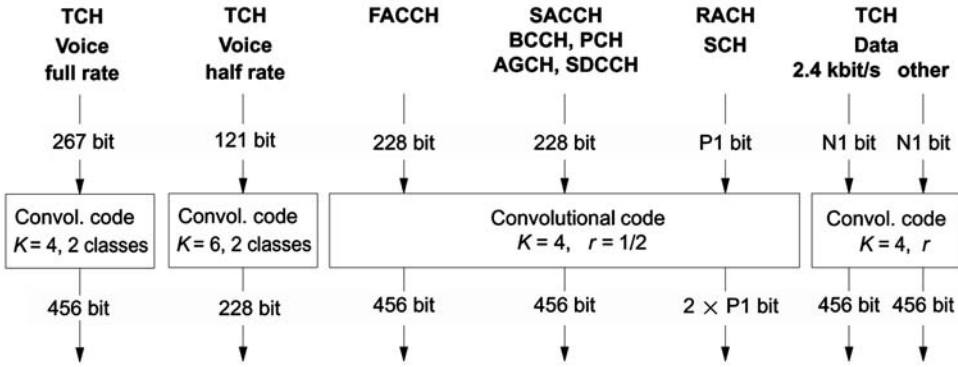 TCH TCH FACCH SACCH RACH TCH
Voice Voice BCCH, PCH SCH Data
full rate half rate AGCH, SDCCH 2.4 kbit/s other
267 bit 121 bit 228 bit 228 bit P1 bit N1 bit N1 bit
Convol. code Convol. code Convolutional code Convol. code
K = 4, 2 classes K = 6, 2 classes K = 4, r = 1/2 K = 4, r
456 bit 228 bit 456 bit 456 bit 2 × P1 bit 456 bit 456 bit